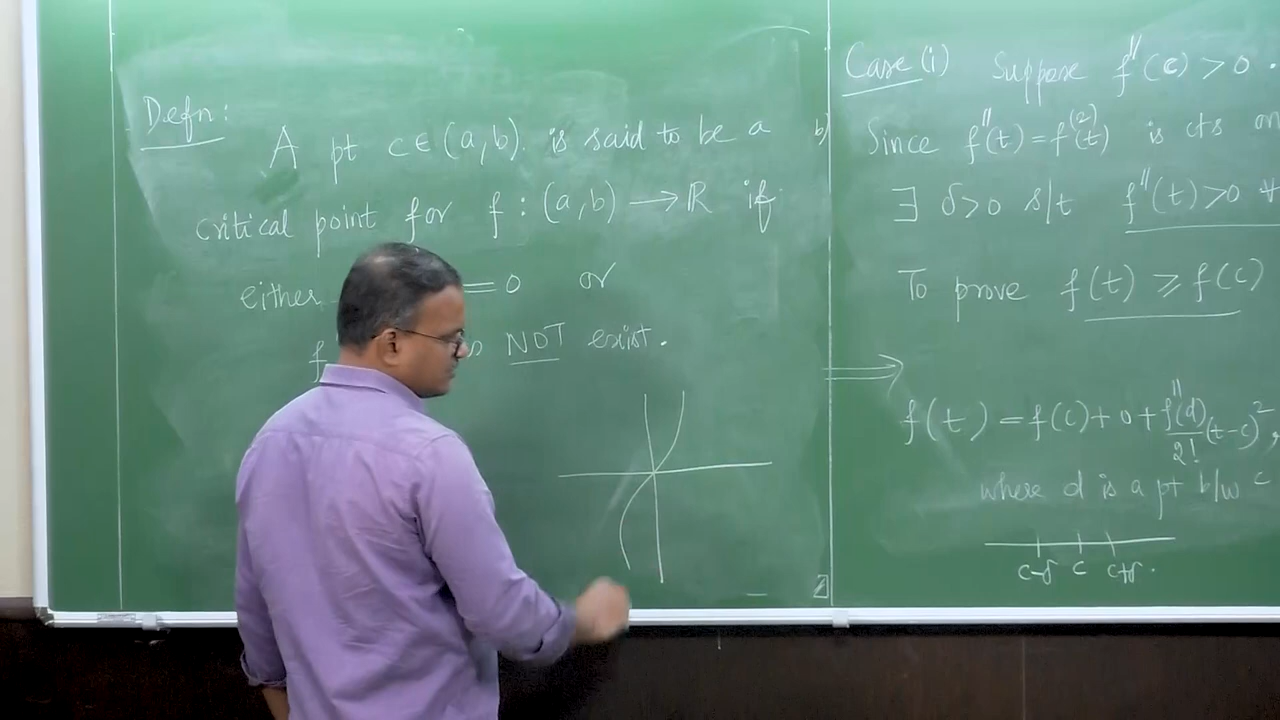 Defn:
A pt c ∈ (a, b). is said to be a
critical point for f : (a, b) → ℝ if
either = 0 or
NOT exist.
b)
Case (i) Suppose f''(c) > 0.
Since f''(t) = f^(2)(t) is cts on
∃ δ > 0 s/t f''(t) > 0 ∀
To prove f(t) ≥ f(c)
⟹
f(t) = f(c) + 0 + f''(d)/2! (t-c)^2,
where d is a pt b/w c
c-δ c c+δ.